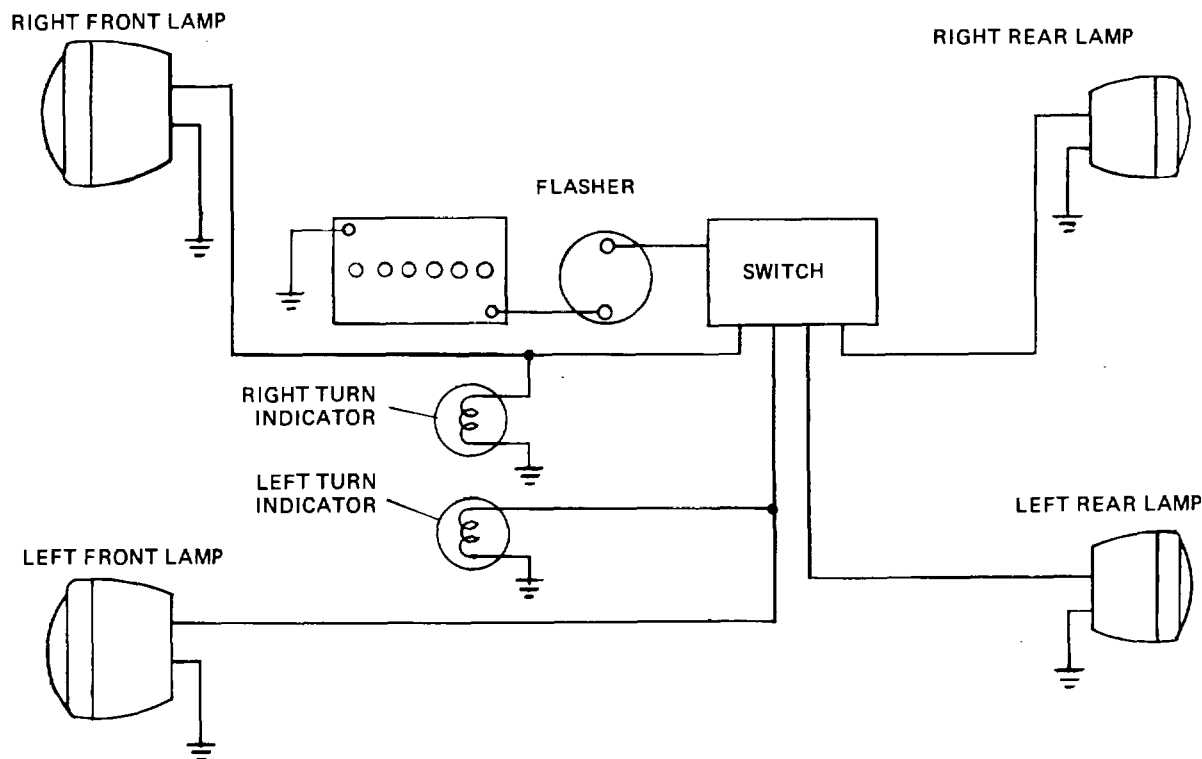 RIGHT FRONT LAMP
RIGHT REAR LAMP
FLASHER
SWITCH
RIGHT TURN
INDICATOR
LEFT TURN
INDICATOR
LEFT REAR LAMP
LEFT FRONT LAMP